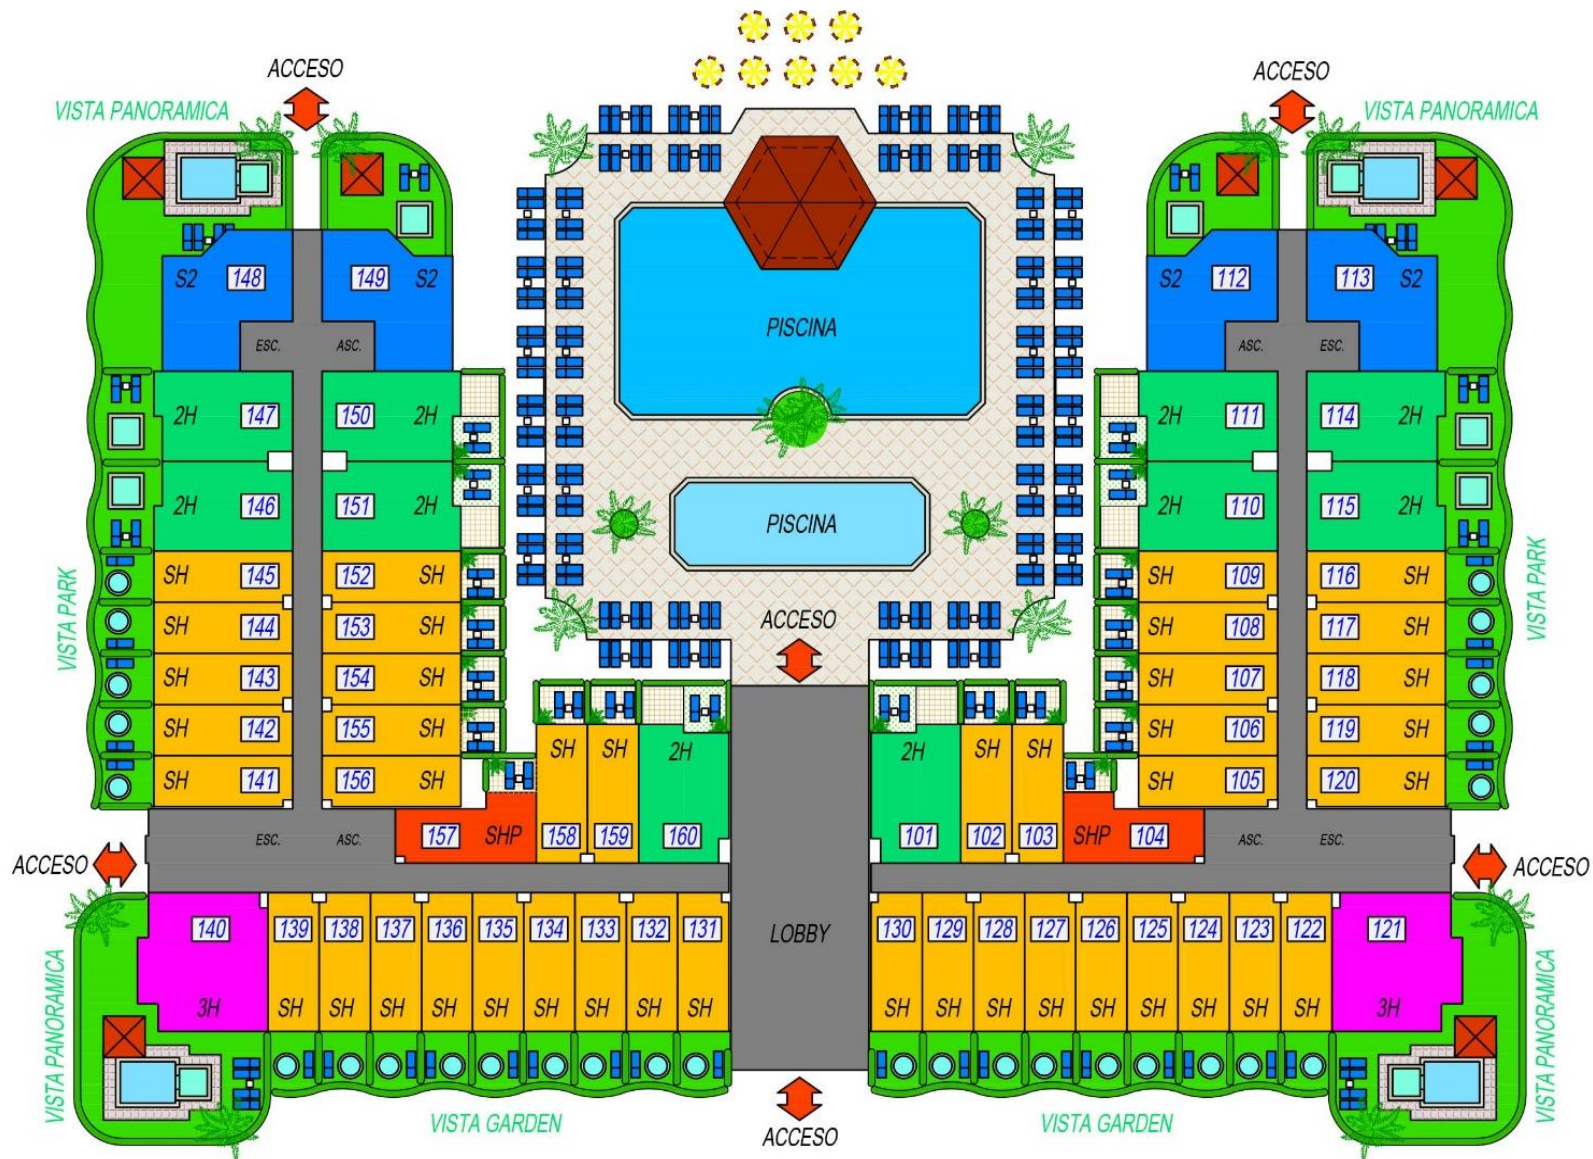 ACCESO
ACCESO
VISTA PANORAMICA
VISTA PANORAMICA
S2 148 149 S2
S2 112 113 S2
PISCINA
ESC. ASC.
ASC. ESC.
2H 147 150 2H
2H 111 114 2H
2H 146 151 2H
PISCINA
2H 110 115 2H
SH 145 152 SH
SH 109 116 SH
VISTA PARK
VISTA PARK
SH 144 153 SH
ACCESO
SH 108 117 SH
SH 143 154 SH
SH 107 118 SH
SH 142 155 SH
SH 106 119 SH
SH 141 156 SH
SH 105 120 SH
SH SH 2H
2H SH SH
ESC. ASC.
157 SHP 158 159 160
101 102 103 SHP 104
ASC. ESC.
ACCESO
ACCESO
140 139 138 137 136 135 134 133 132 131
LOBBY
130 129 128 127 126 125 124 123 122 121
3H SH SH SH SH SH SH SH SH SH
SH SH SH SH SH SH SH SH SH 3H
VISTA PANORAMICA
VISTA PANORAMICA
VISTA GARDEN
VISTA GARDEN
ACCESO